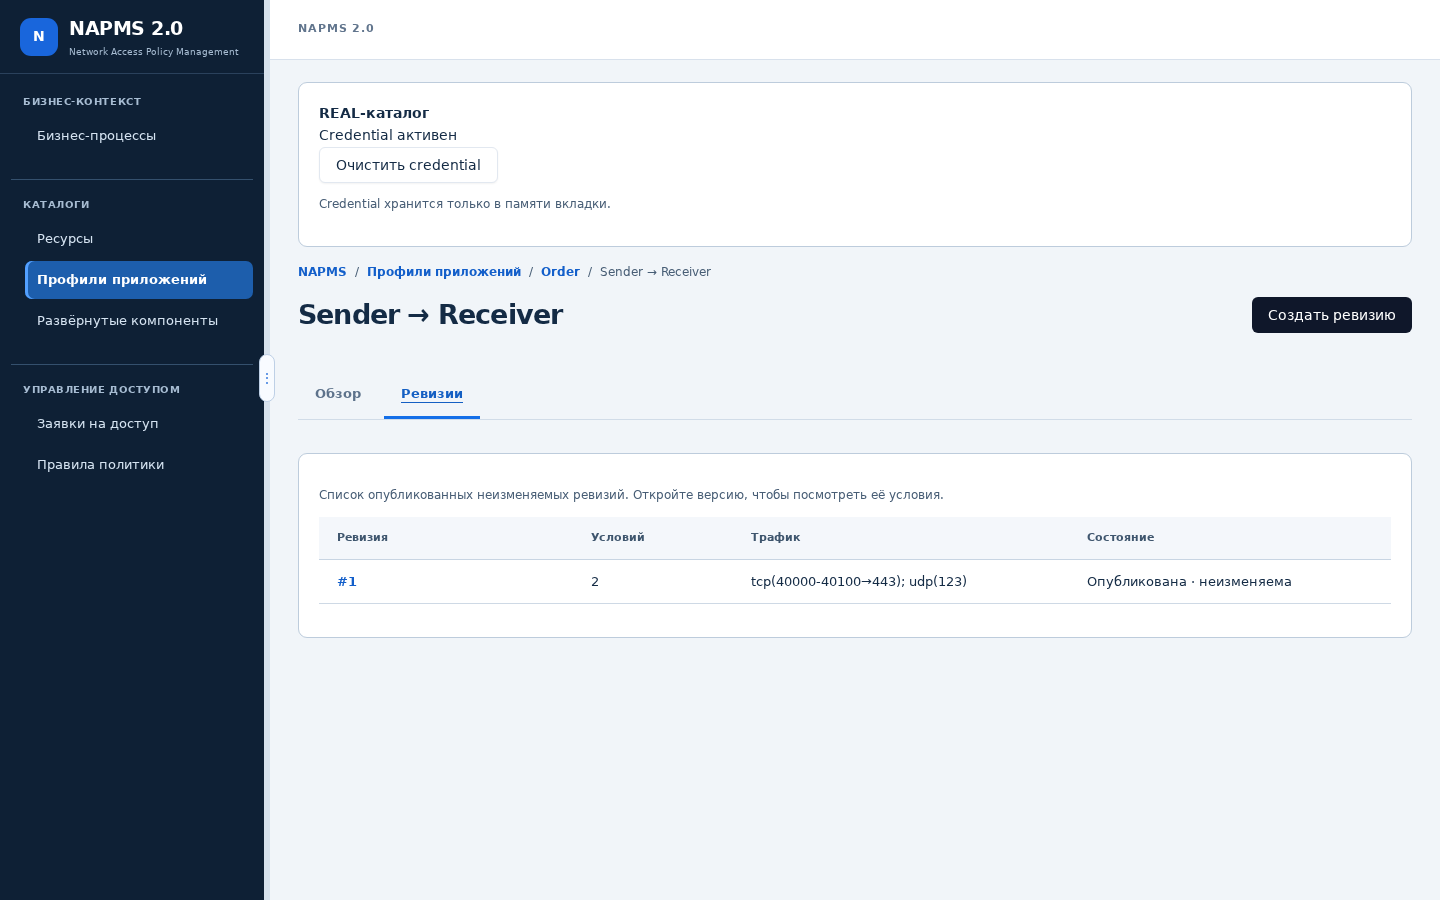 N
NAPMS 2.0
Network Access Policy Management
БИЗНЕС-КОНТЕКСТ
Бизнес-процессы
КАТАЛОГИ
Ресурсы
Профили приложений
Развёрнутые компоненты
УПРАВЛЕНИЕ ДОСТУПОМ
Заявки на доступ
Правила политики
NAPMS 2.0
REAL-каталог
Credential активен
Очистить credential
Credential хранится только в памяти вкладки.
NAPMS / Профили приложений / Order / Sender → Receiver
Sender → Receiver
Создать ревизию
Обзор Ревизии
Список опубликованных неизменяемых ревизий. Откройте версию, чтобы посмотреть её условия.
Ревизия Условий Трафик Состояние
#1 2 tcp(40000-40100→443); udp(123) Опубликована · неизменяема